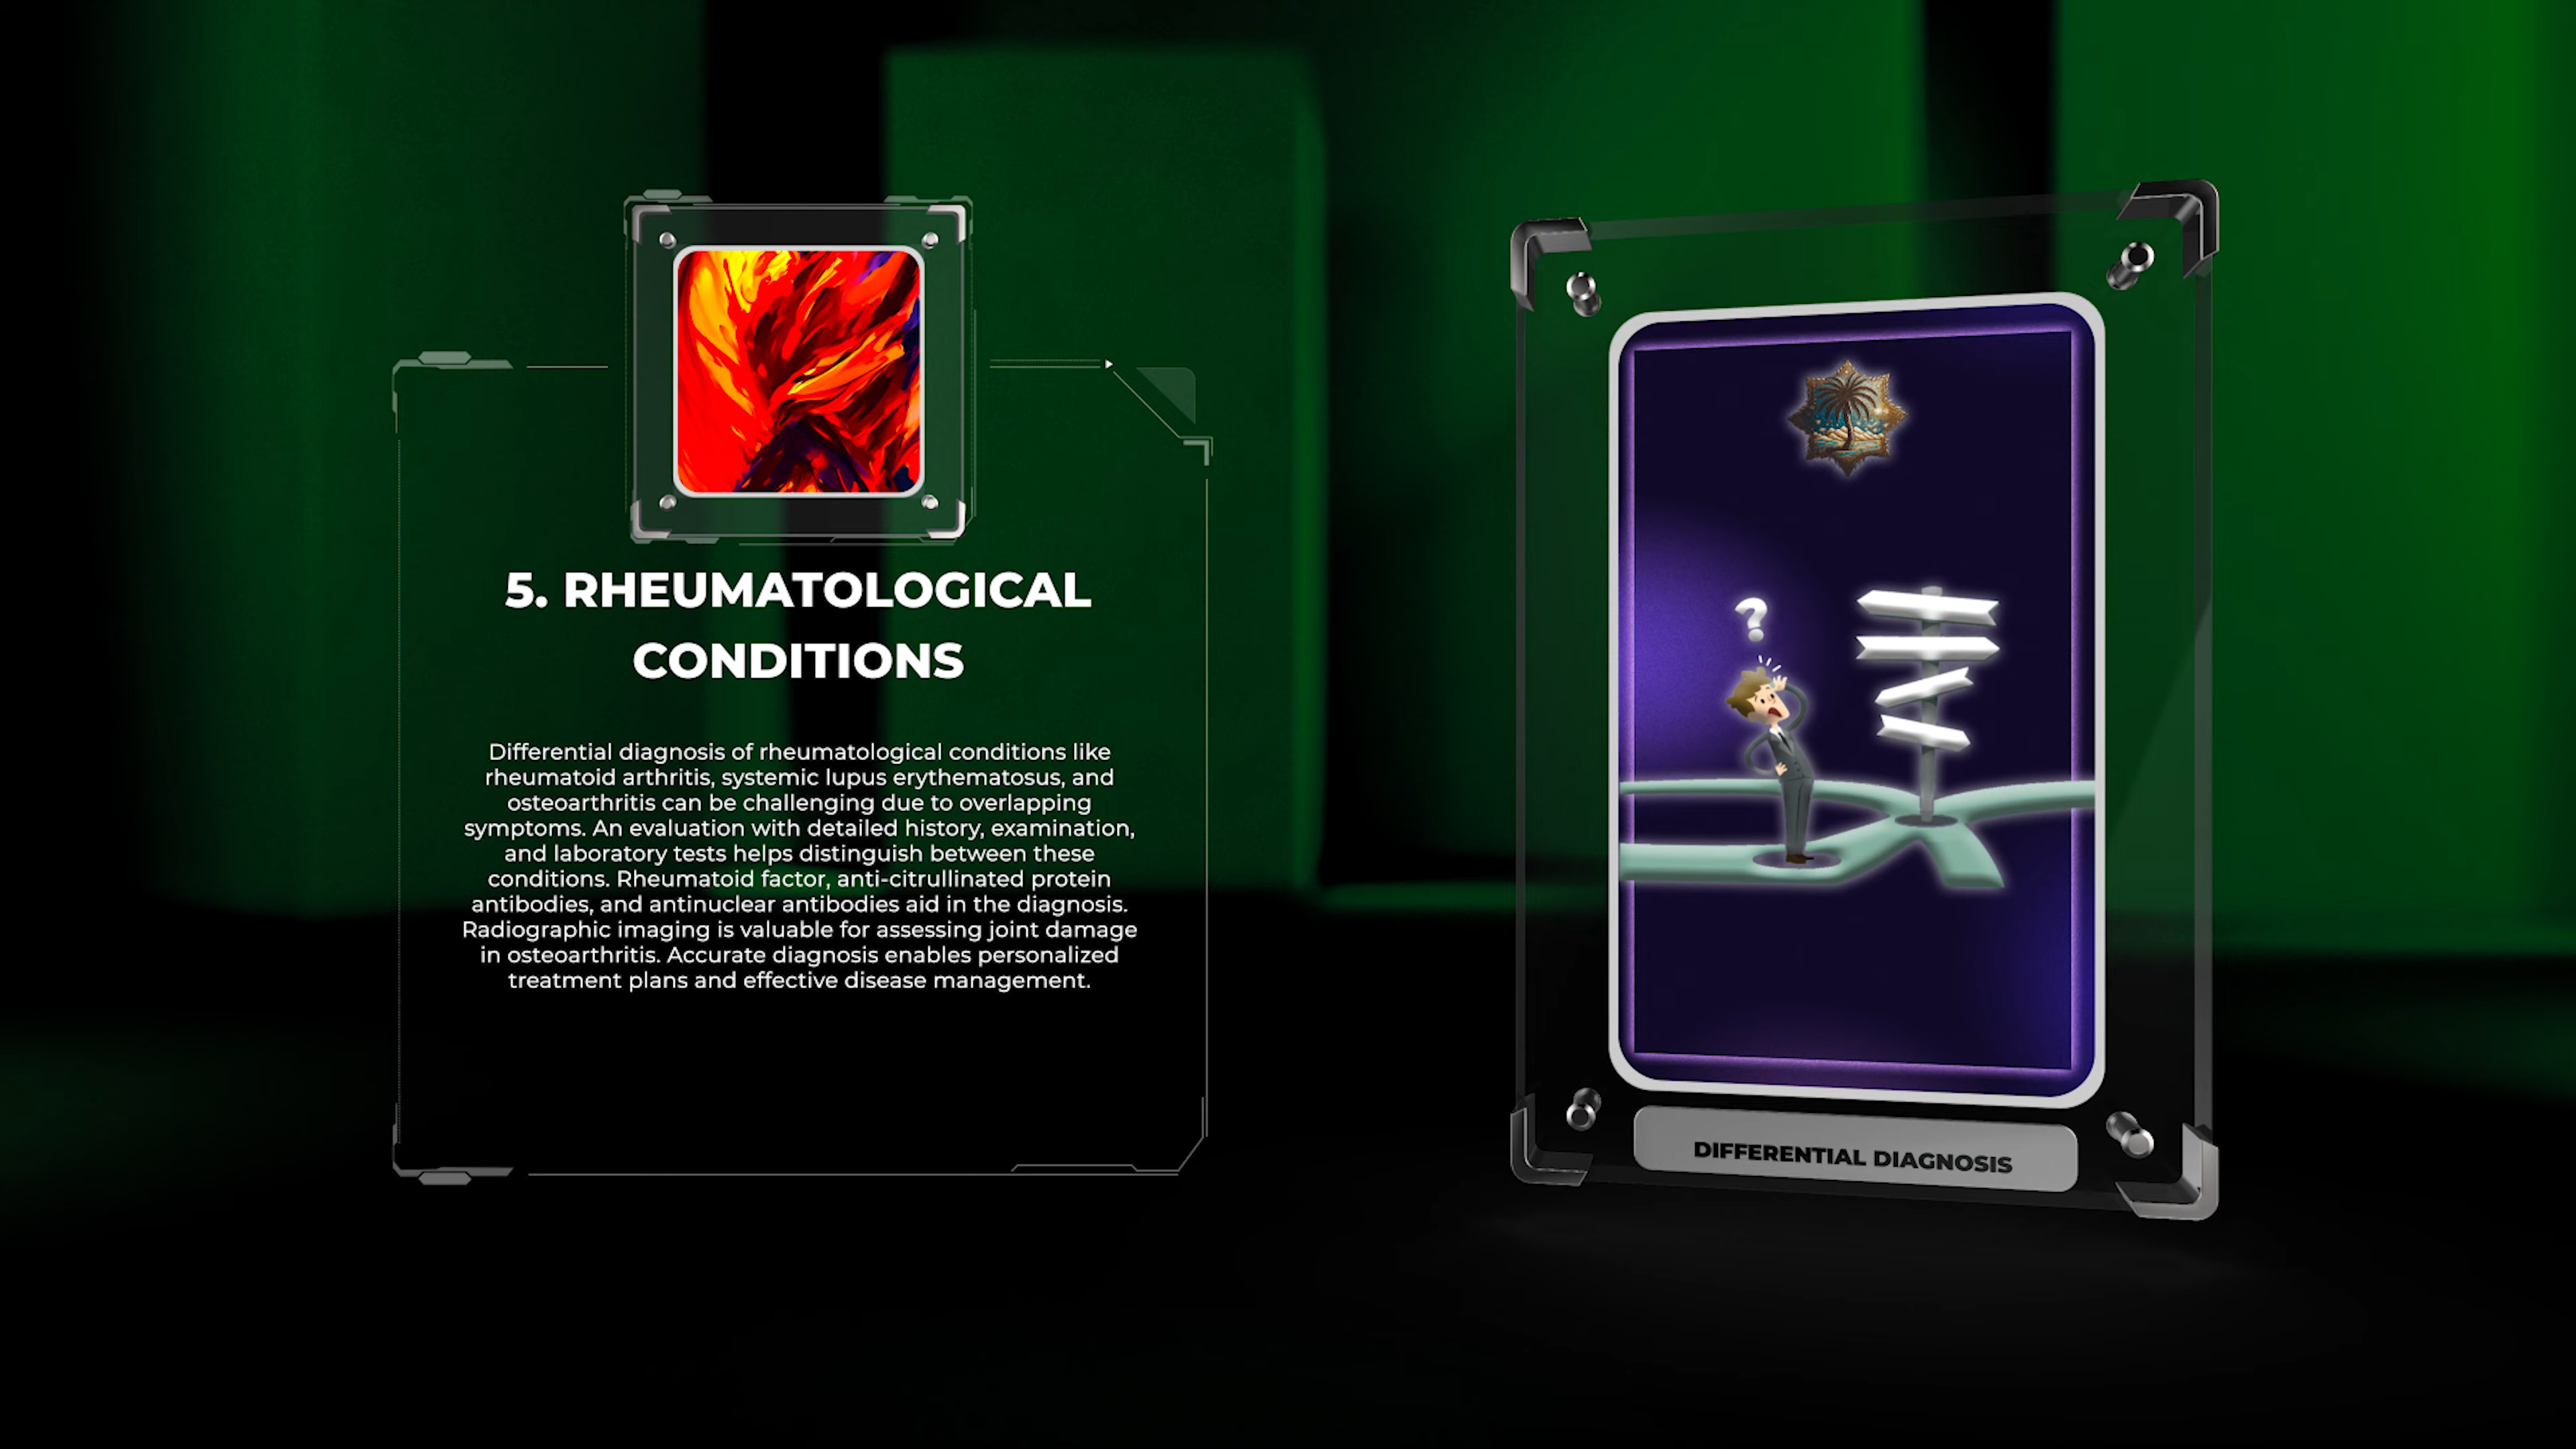 5. RHEUMATOLOGICAL
CONDITIONS
Differential diagnosis of rheumatological conditions like
rheumatoid arthritis, systemic lupus erythematosus, and
osteoarthritis can be challenging due to overlapping
symptoms. An evaluation with detailed history, examination,
and laboratory tests helps distinguish between these
conditions. Rheumatoid factor, anti-citrullinated protein
antibodies, and antinuclear antibodies aid in the diagnosis.
Radiographic imaging is valuable for assessing joint damage
in osteoarthritis. Accurate diagnosis enables personalized
treatment plans and effective disease management.
?
DIFFERENTIAL DIAGNOSIS